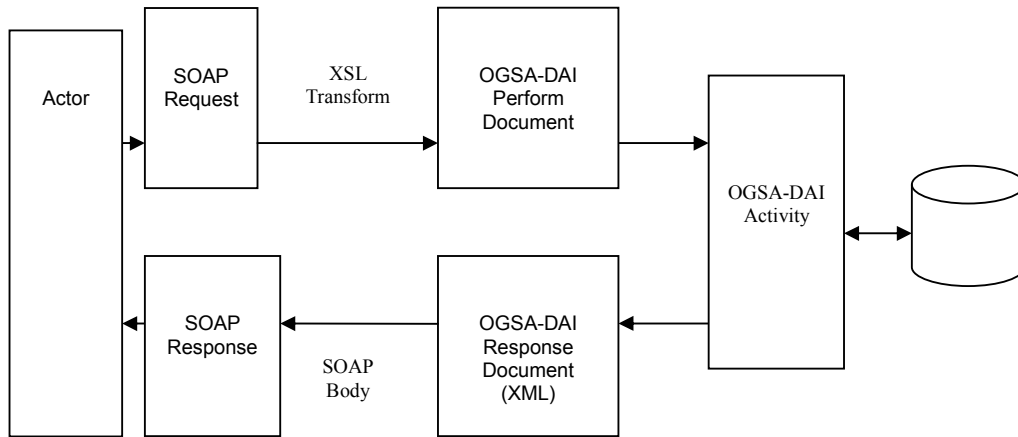 Actor
SOAP
Request
XSL
Transform
OGSA-DAI
Perform
Document
OGSA-DAI
Activity
SOAP
Response
SOAP
Body
OGSA-DAI
Response
Document
(XML)